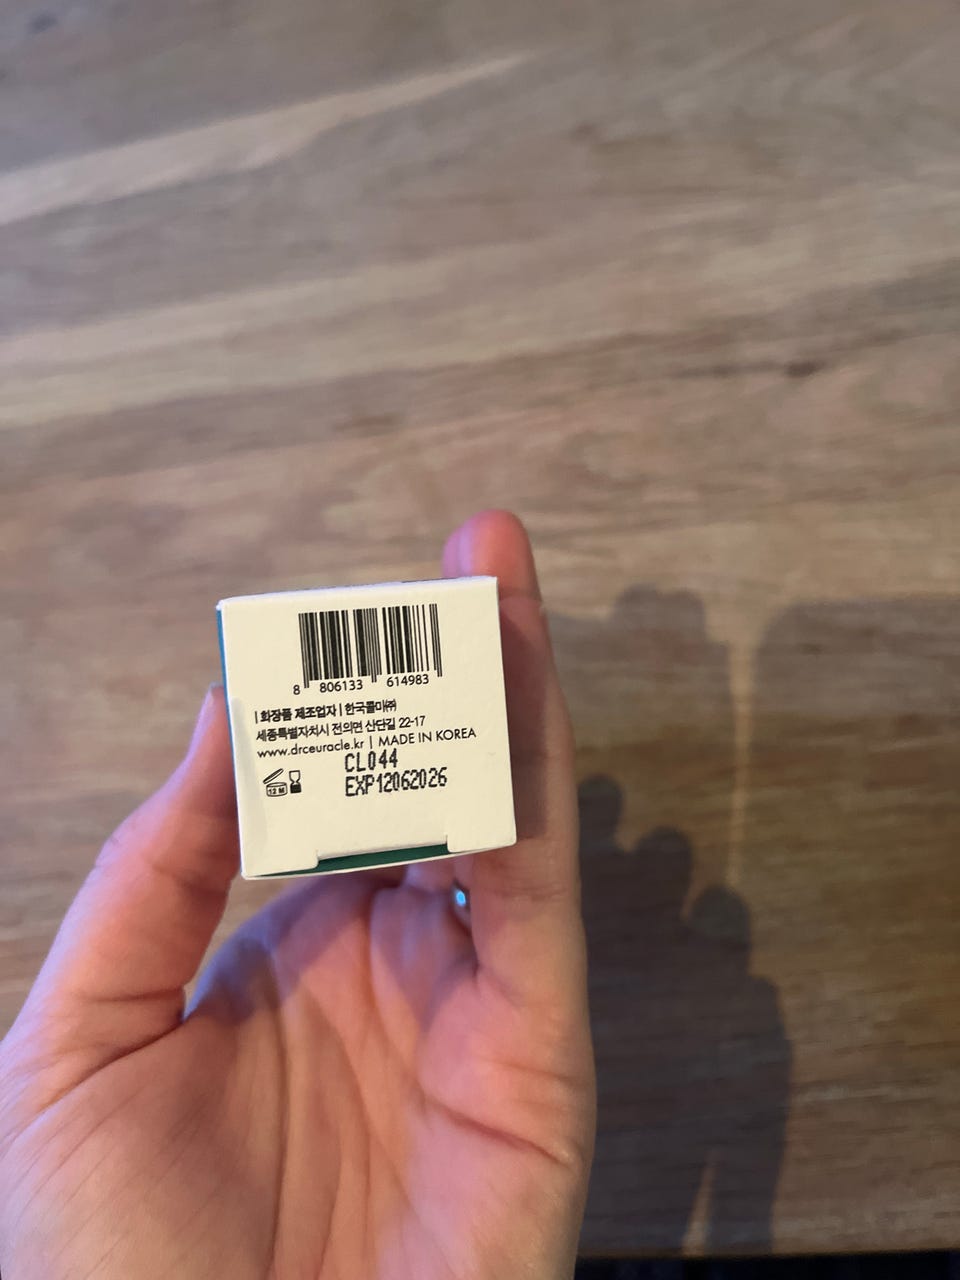 8 806133 614983
| 화장품 제조업자 | 한국콜마㈜
세종특별자치시 전의면 산단길 22-17
www.drceuracle.kr | MADE IN KOREA
CL044
EXP12062026
12 M